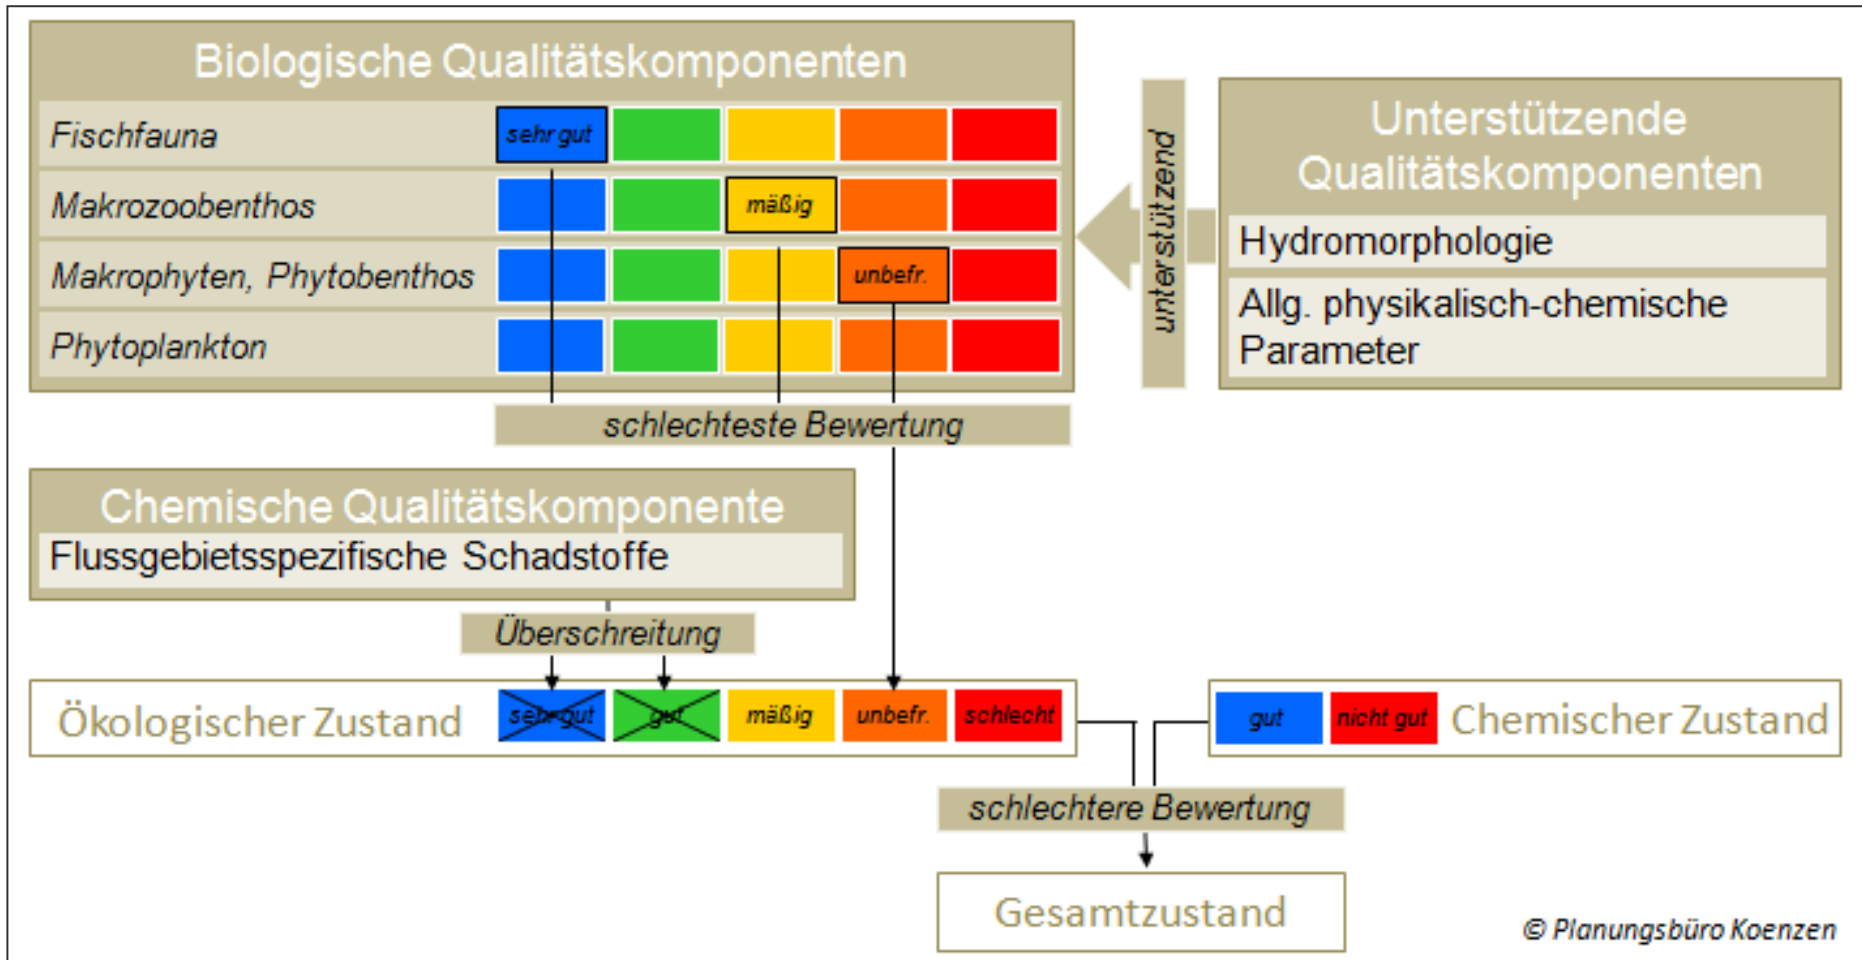 Biologische Qualitätskomponenten
Fischfauna
sehr gut
Makrozoobenthos
mäßig
Makrophyten, Phytobenthos
unbefr.
Phytoplankton
schlechteste Bewertung
unterstützend
Unterstützende
Qualitätskomponenten
Hydromorphologie
Allg. physikalisch-chemische
Parameter
Chemische Qualitätskomponente
Flussgebietsspezifische Schadstoffe
Überschreitung
Ökologischer Zustand
sehr gut
gut
mäßig
unbefr.
schlecht
gut
nicht gut
Chemischer Zustand
schlechtere Bewertung
Gesamtzustand
© Planungsbüro Koenzen